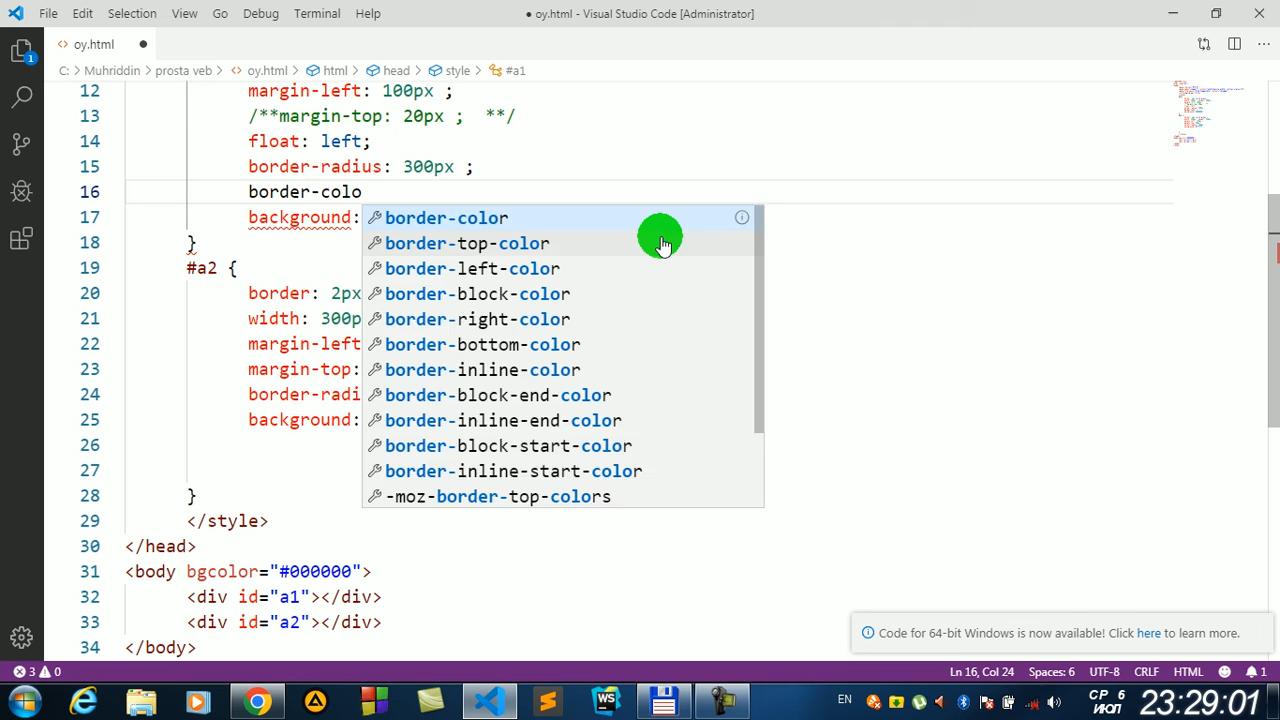 File Edit Selection View Go Debug Terminal Help ● oy.html - Visual Studio Code [Administrator]
<> oy.html ●
C: > Muhriddin > prosta veb > <> oy.html > html > head > style > #a1
12 margin-left: 100px ;
13 /**margin-top: 20px ;  **/
14 float: left;
15 border-radius: 300px ;
16 border-colo
17 background:
border-color
18 }
border-top-color
19 #a2 {
border-left-color
20 border: 2px
border-block-color
21 width: 300p
border-right-color
22 margin-left
border-bottom-color
23 margin-top:
border-inline-color
24 border-radi
border-block-end-color
25 background:
border-inline-end-color
26
border-block-start-color
27
border-inline-start-color
28 }
-moz-border-top-colors
29 </style>
30 </head>
31 <body bgcolor="#000000">
32 <div id="a1"></div>
33 <div id="a2"></div>
34 </body>
Code for 64-bit Windows is now available! Click here to learn more.
3 0 Ln 16, Col 24 Spaces: 6 UTF-8 CRLF HTML 1
EN СР 6 ИЮЛ 23:29:01